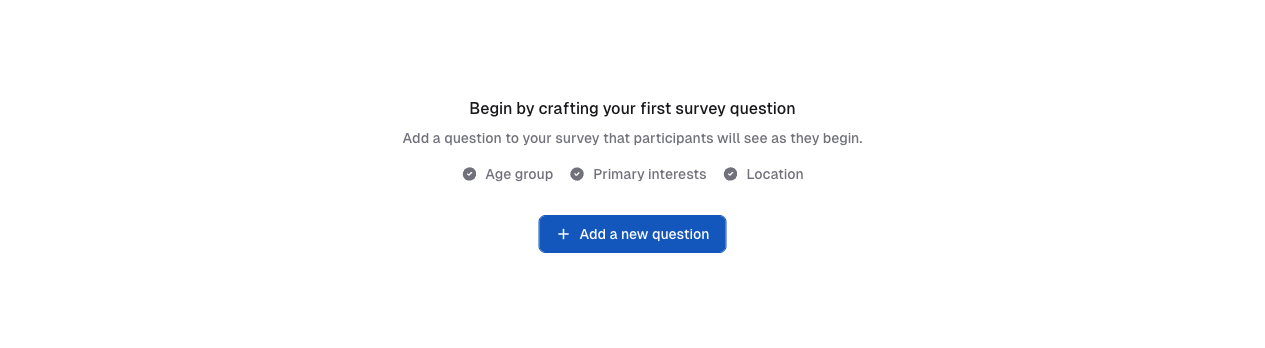 Begin by crafting your first survey question
Add a question to your survey that participants will see as they begin.
Age group Primary interests Location
Add a new question